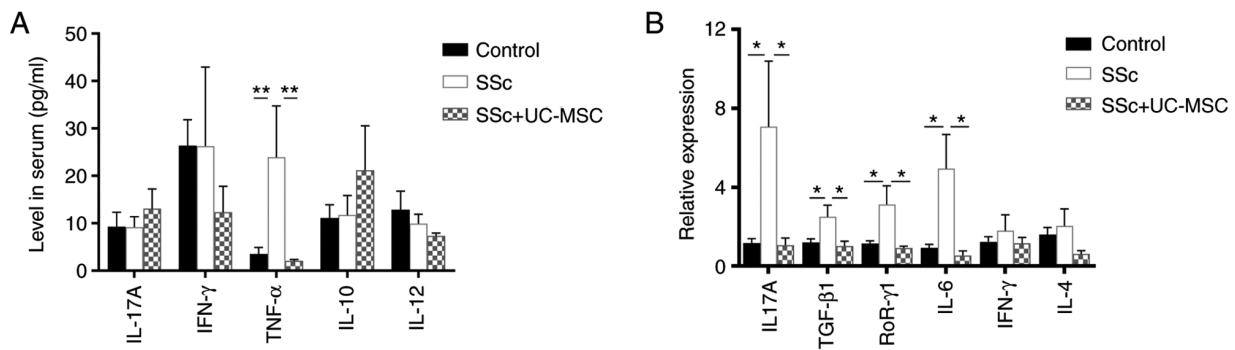 A
Level in serum (pg/ml)
50
40
30
20
10
0
** **
IL-17A
IFN-γ
TNF-α
IL-10
IL-12
Control
SSc
SSc+UC-MSC
B
Relative expression
12
8
4
0
* *
* *
* *
* *
IL17A
TGF-β1
RoR-γ1
IL-6
IFN-γ
IL-4
Control
SSc
SSc+UC-MSC